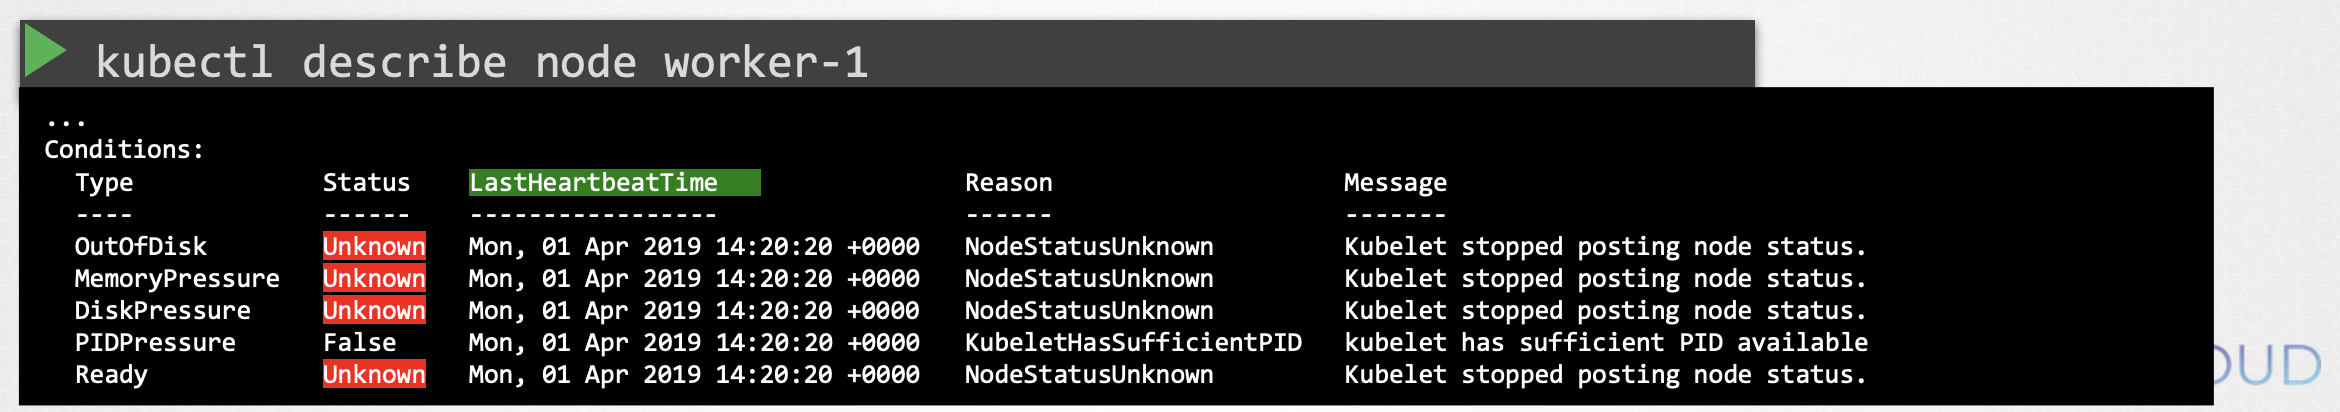 kubectl describe node worker-1
...
Conditions:
Type Status LastHeartbeatTime Reason Message
---- ------ ----------------- ------ -------
OutOfDisk Unknown Mon, 01 Apr 2019 14:20:20 +0000 NodeStatusUnknown Kubelet stopped posting node status.
MemoryPressure Unknown Mon, 01 Apr 2019 14:20:20 +0000 NodeStatusUnknown Kubelet stopped posting node status.
DiskPressure Unknown Mon, 01 Apr 2019 14:20:20 +0000 NodeStatusUnknown Kubelet stopped posting node status.
PIDPressure False Mon, 01 Apr 2019 14:20:20 +0000 KubeletHasSufficientPID kubelet has sufficient PID available
Ready Unknown Mon, 01 Apr 2019 14:20:20 +0000 NodeStatusUnknown Kubelet stopped posting node status.